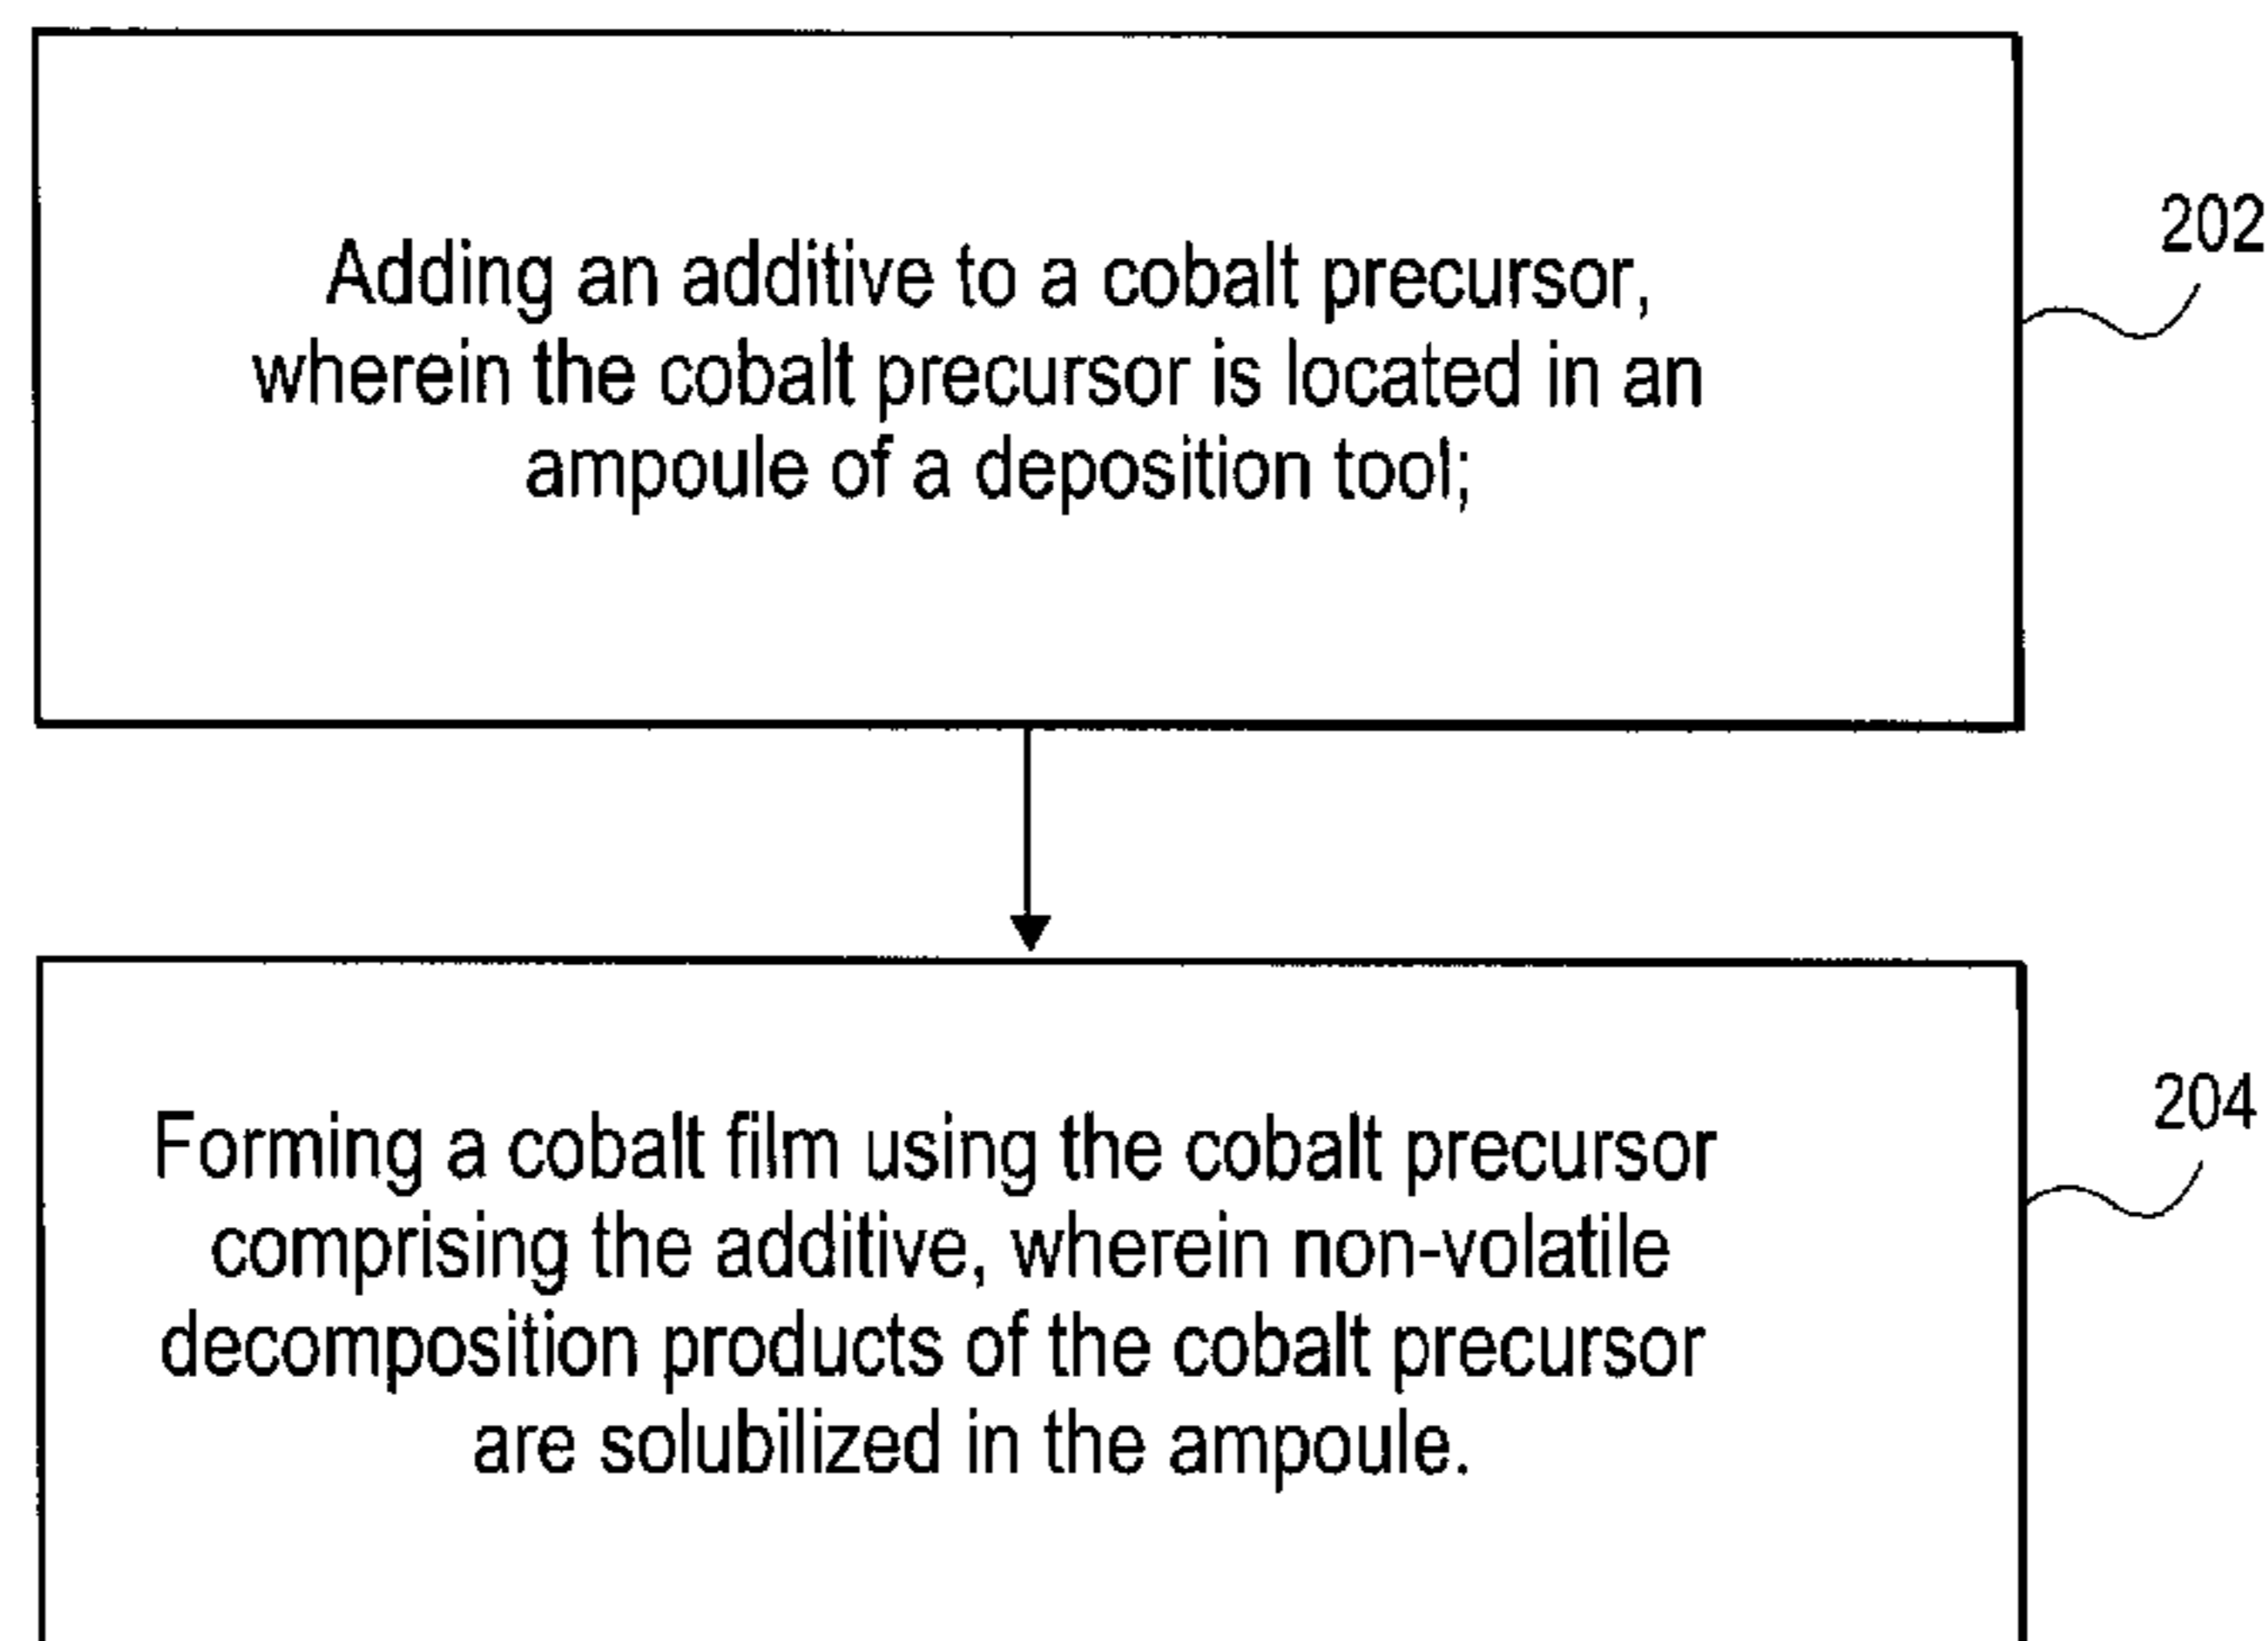 Adding an additive to a cobalt precursor,
wherein the cobalt precursor is located in an
ampoule of a deposition tool;
202
Forming a cobalt film using the cobalt precursor
comprising the additive, wherein non-volatile
decomposition products of the cobalt precursor
are solubilized in the ampoule.
204